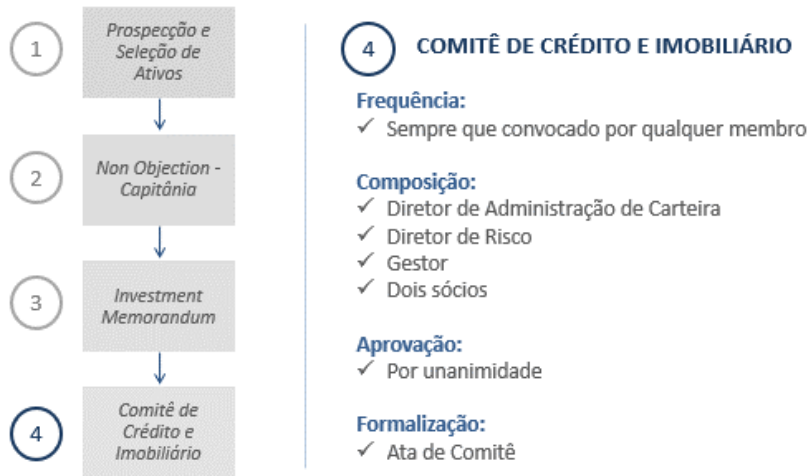 1
Prospecção e
Seleção de
Ativos
2
Non Objection -
Capitânia
3
Investment
Memorandum
4
Comitê de
Crédito e
Imobiliário
4
COMITÊ DE CRÉDITO E IMOBILIÁRIO
Frequência:
✓ Sempre que convocado por qualquer membro
Composição:
✓ Diretor de Administração de Carteira
✓ Diretor de Risco
✓ Gestor
✓ Dois sócios
Aprovação:
✓ Por unanimidade
Formalização:
✓ Ata de Comitê